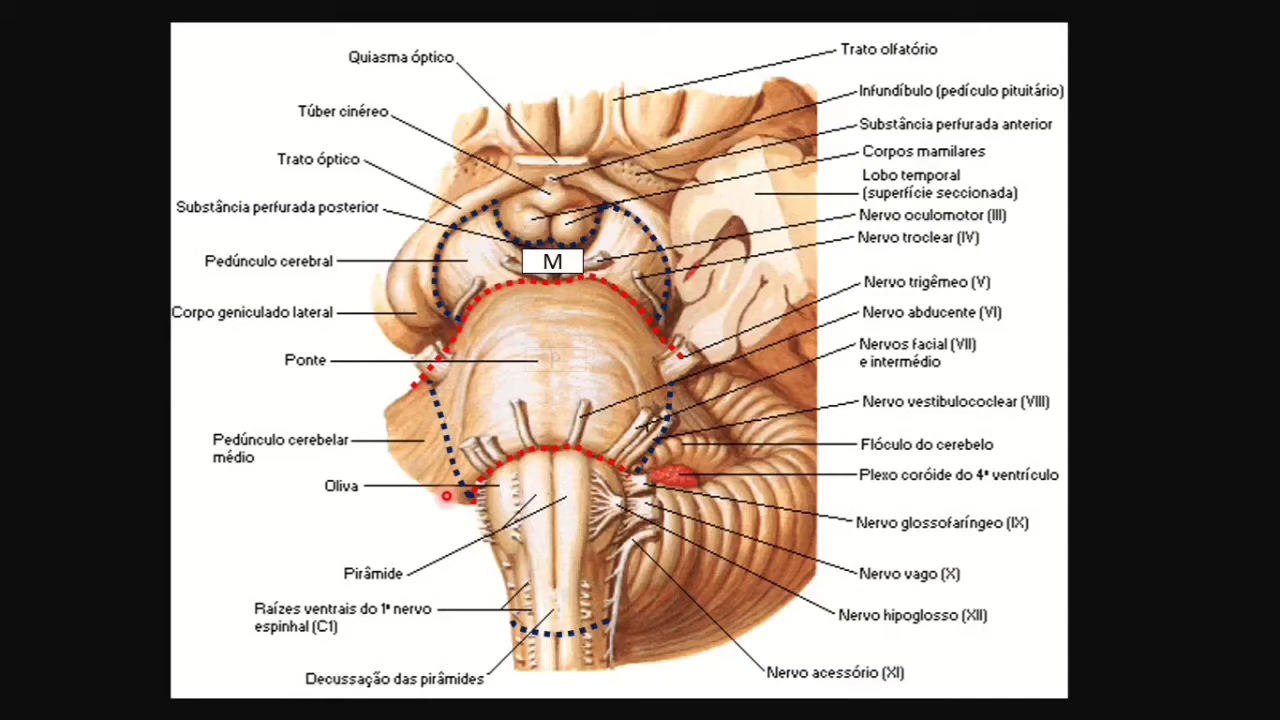 Quiasma óptico
Túber cinéreo
Trato óptico
Substância perfurada posterior
Pedúnculo cerebral
Corpo geniculado lateral
Ponte
Pedúnculo cerebelar
médio
Oliva
Pirâmide
Raízes ventrais do 1º nervo
espinhal (C1)
Decussação das pirâmides
M
Trato olfatório
Infundíbulo (pedículo pituitário)
Substância perfurada anterior
Corpos mamilares
Lobo temporal
(superfície seccionada)
Nervo oculomotor (III)
Nervo troclear (IV)
Nervo trigêmeo (V)
Nervo abducente (VI)
Nervos facial (VII)
e intermédio
Nervo vestibulococlear (VIII)
Flóculo do cerebelo
Plexo coróide do 4º ventrículo
Nervo glossofaríngeo (IX)
Nervo vago (X)
Nervo hipoglosso (XII)
Nervo acessório (XI)